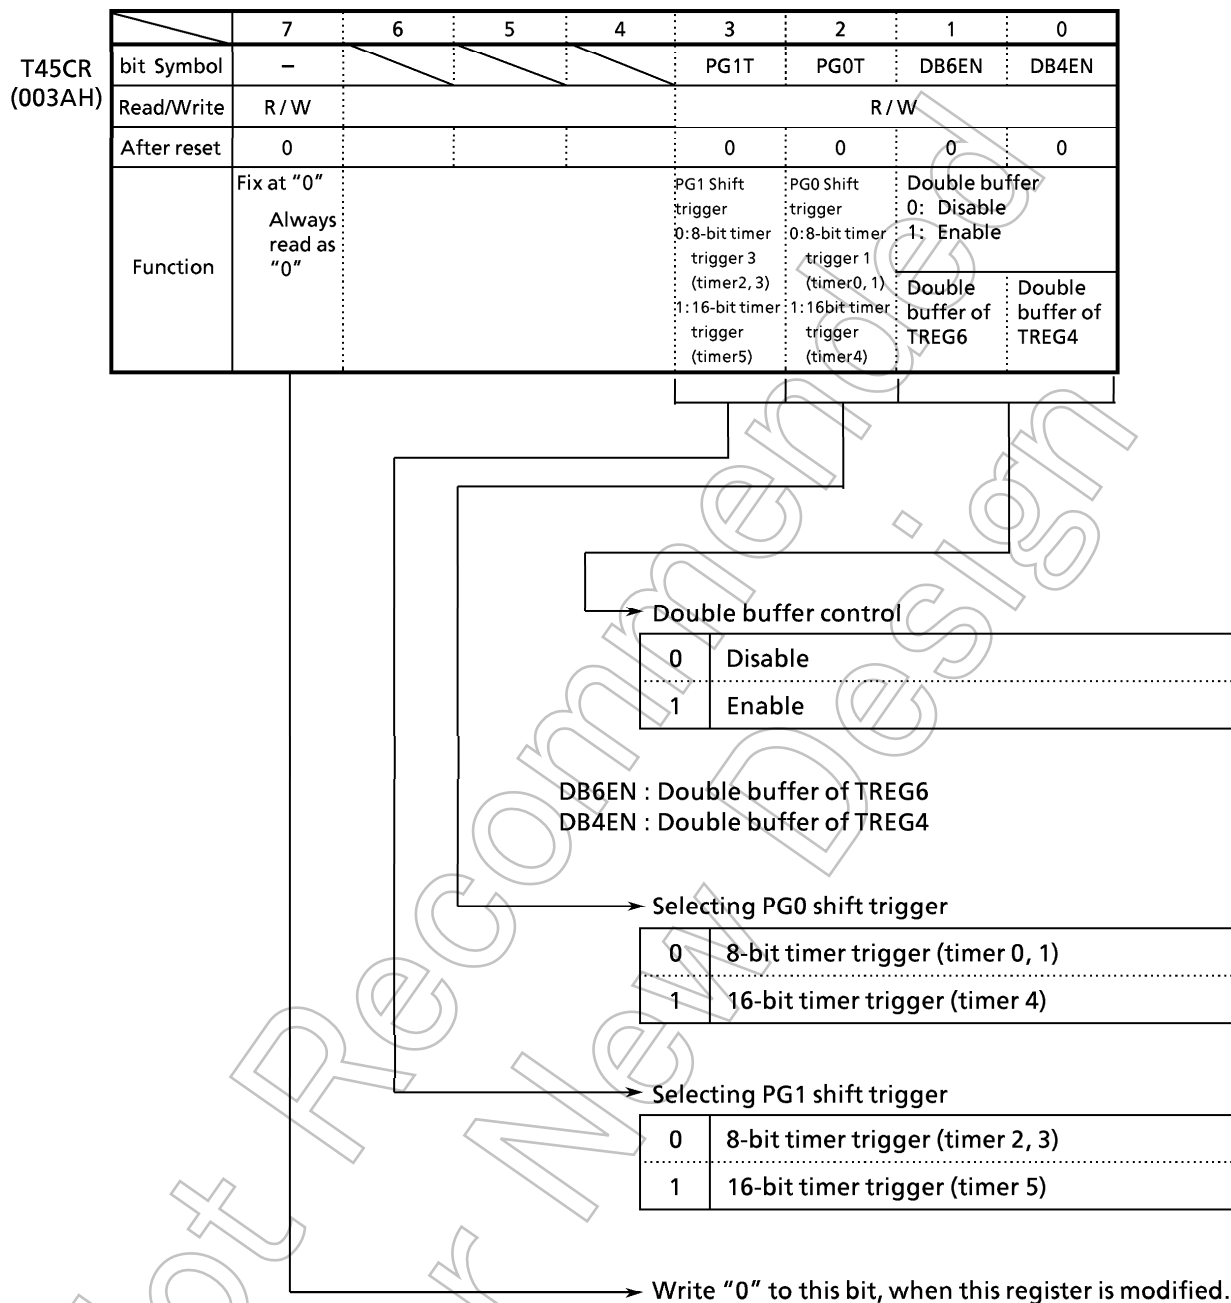 7 6 5 4 3 2 1 0
T45CR
(003AH)
bit Symbol – PG1T PG0T DB6EN DB4EN
Read/Write R/W R/W
After reset 0 0 0 0 0
Function
Fix at "0"
Always
read as
"0"
PG1 Shift
trigger
0:8-bit timer
trigger 3
(timer2, 3)
1:16-bit timer
trigger
(timer5)
PG0 Shift
trigger
0:8-bit timer
trigger 1
(timer0, 1)
1:16bit timer
trigger
(timer4)
Double buffer
0: Disable
1: Enable
Double
buffer of
TREG6
Double
buffer of
TREG4
Double buffer control
0 Disable
1 Enable
DB6EN : Double buffer of TREG6
DB4EN : Double buffer of TREG4
Selecting PG0 shift trigger
0 8-bit timer trigger (timer 0, 1)
1 16-bit timer trigger (timer 4)
Selecting PG1 shift trigger
0 8-bit timer trigger (timer 2, 3)
1 16-bit timer trigger (timer 5)
Write "0" to this bit, when this register is modified.
Not Recommended
r New Design